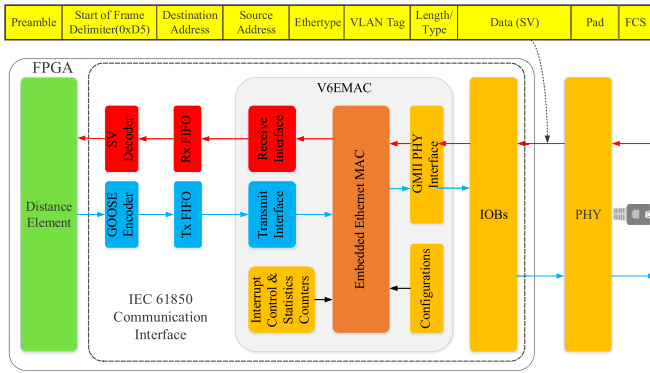 Preamble
Start of Frame
Delimiter(0xD5)
Destination
Address
Source
Address
Ethertype
VLAN Tag
Length/
Type
Data (SV)
Pad
FCS
FPGA
V6EMAC
Distance
Element
SV
Decoder
Rx FIFO
Receive Interface
Embedded Ethernet MAC
GMII PHY
Interface
IOBs
PHY
GOOSE
Encoder
Tx FIFO
Transmit
Interface
Interrupt
Control &
Statistics
Counters
Configurations
IEC 61850
Communication
Interface